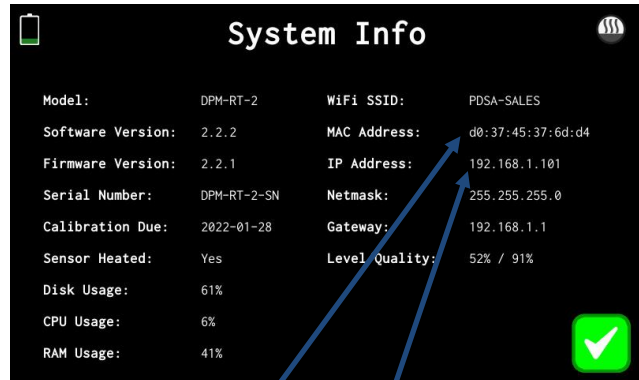 System Info
Model: DPM-RT-2 WiFi SSID: PDSA-SALES
Software Version: 2.2.2 MAC Address: d0:37:45:37:6d:d4
Firmware Version: 2.2.1 IP Address: 192.168.1.101
Serial Number: DPM-RT-2-SN Netmask: 255.255.255.0
Calibration Due: 2022-01-28 Gateway: 192.168.1.1
Sensor Heated: Yes Level Quality: 52% / 91%
Disk Usage: 61%
CPU Usage: 6%
RAM Usage: 41%